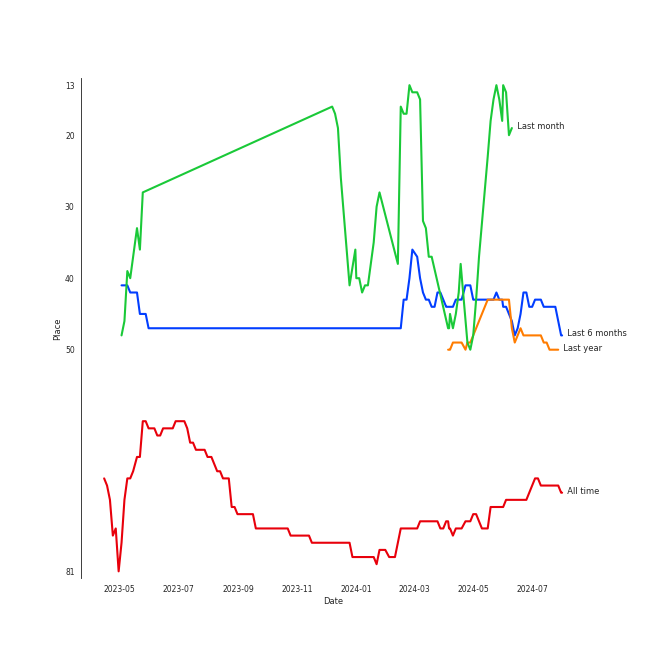 13
20
30
40
50
81
Place
2023-05
2023-07
2023-09
2023-11
2024-01
2024-03
2024-05
2024-07
Date
Last month
Last 6 months
Last year
All time